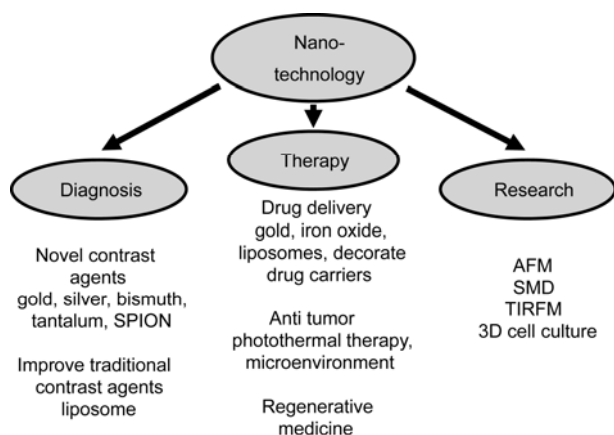 Nano-
technology
Diagnosis
Therapy
Research
Novel contrast
agents
gold, silver, bismuth,
tantalum, SPION
Improve traditional
contrast agents
liposome
Drug delivery
gold, iron oxide,
liposomes, decorate
drug carriers
Anti tumor
photothermal therapy,
microenvironment
Regenerative
medicine
AFM
SMD
TIRFM
3D cell culture